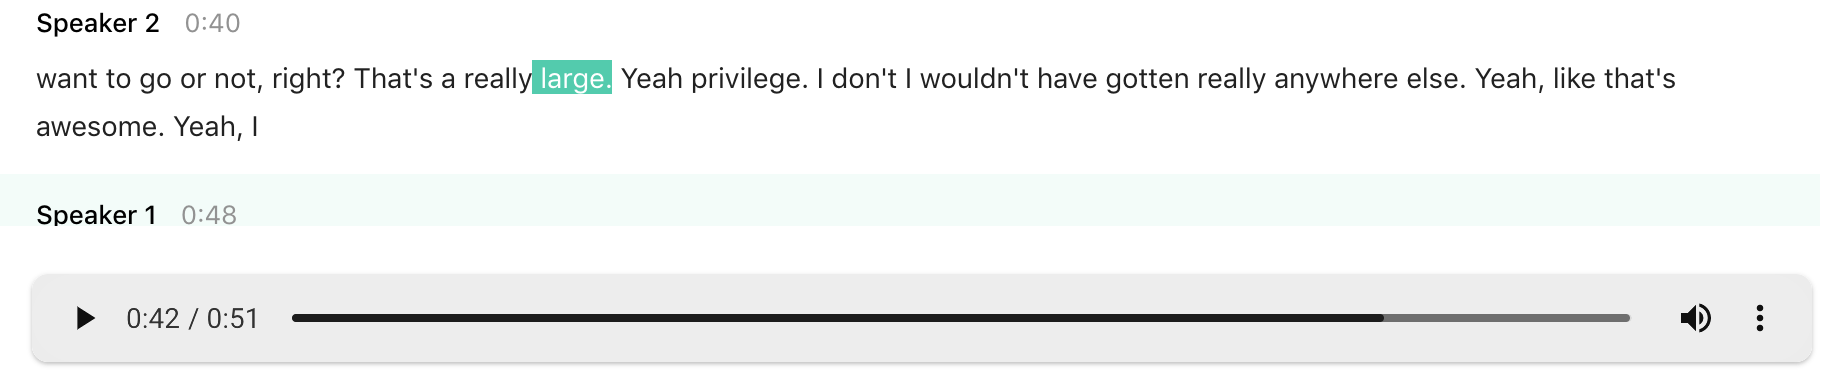 Speaker 2 0:40
want to go or not, right? That's a really large. Yeah privilege. I don't I wouldn't have gotten really anywhere else. Yeah, like that's
awesome. Yeah, I
Speaker 1 0:48
0:42 / 0:51